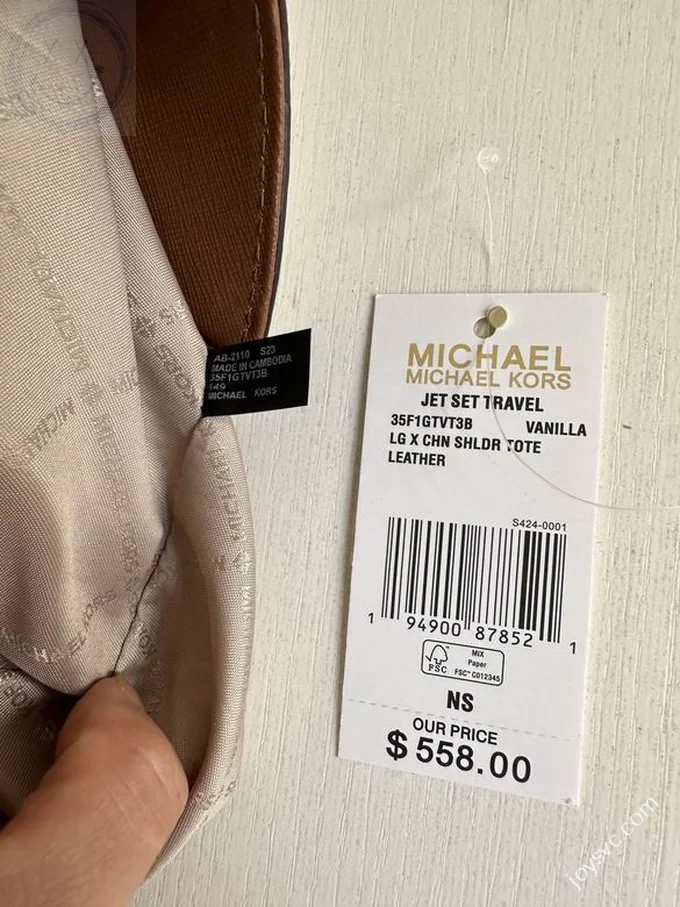 AB-2110 S23
MADE IN CAMBODIA
35F1GTVT3B
149
MICHAEL KORS
MICHAEL
MICHAEL KORS
JET SET TRAVEL
35F1GTVT3B VANILLA
LG X CHN SHLDR TOTE
LEATHER
S424-0001
1 94900 87852 1
FSC
MIX
Paper
FSC™ C012345
NS
OUR PRICE
$558.00
joysvc.com